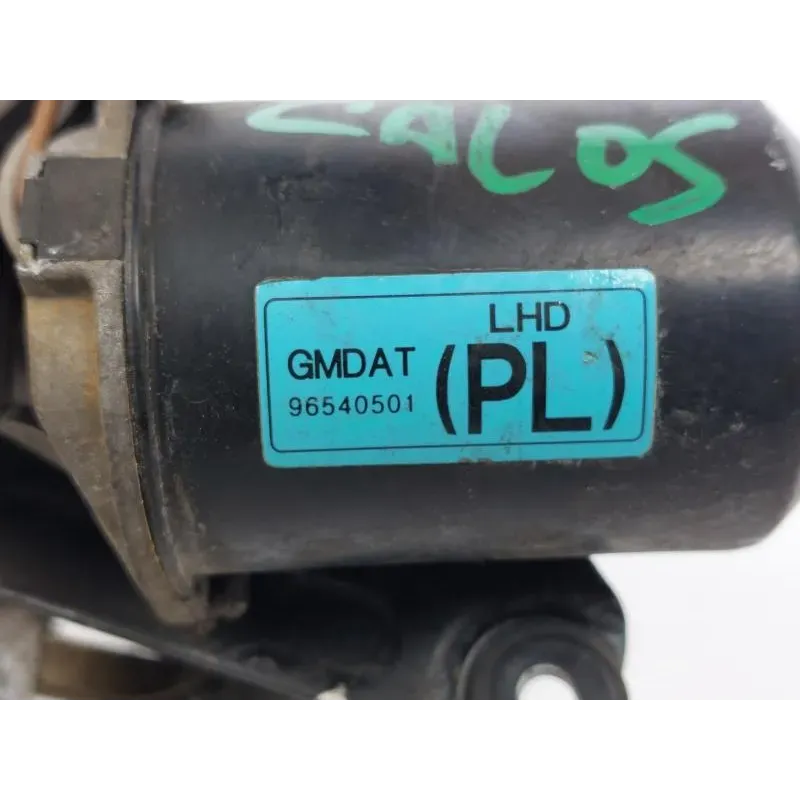 CALOS
LHD
GMDAT (PL)
96540501